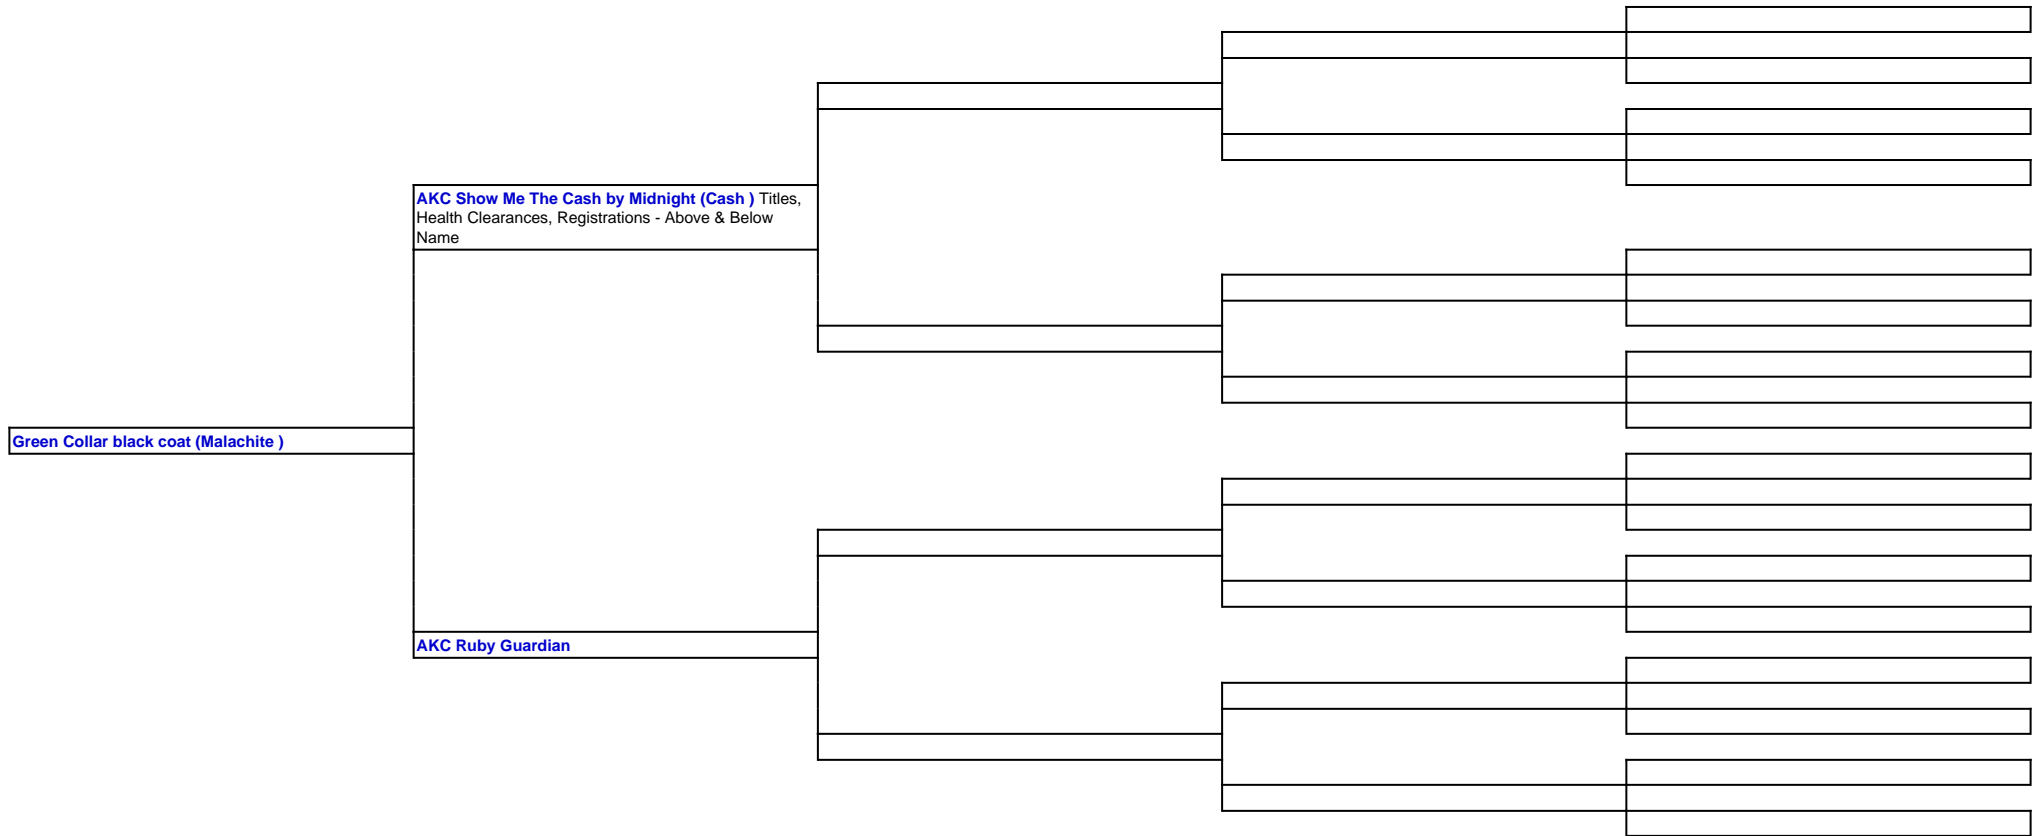 AKC Show Me The Cash by Midnight (Cash ) Titles,
Health Clearances, Registrations - Above & Below
Name
Green Collar black coat (Malachite )
AKC Ruby Guardian